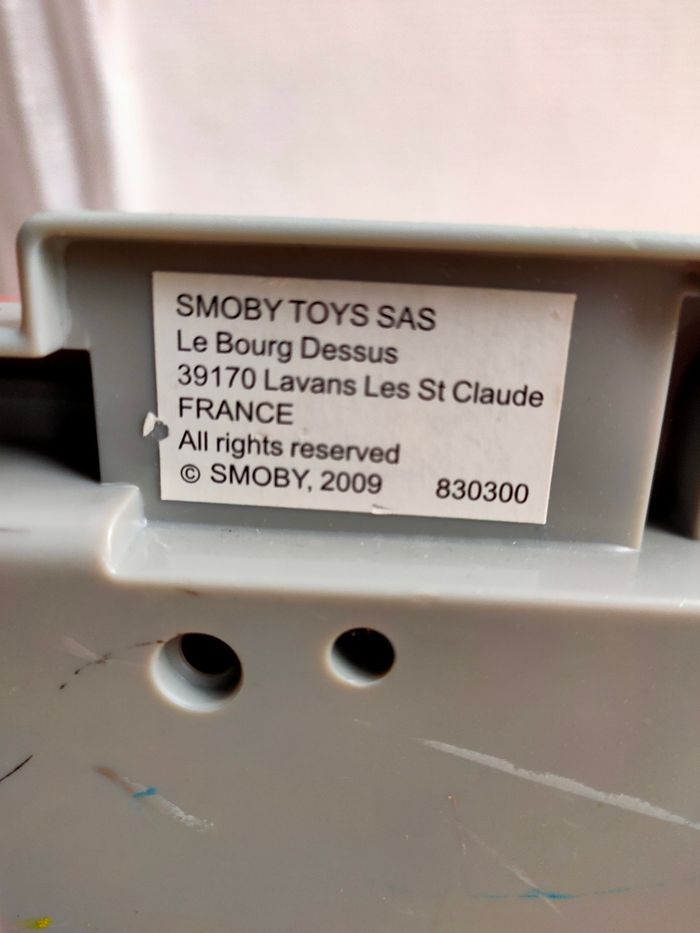 SMOBY TOYS SAS
Le Bourg Dessus
39170 Lavans Les St Claude
FRANCE
All rights reserved
© SMOBY, 2009 830300